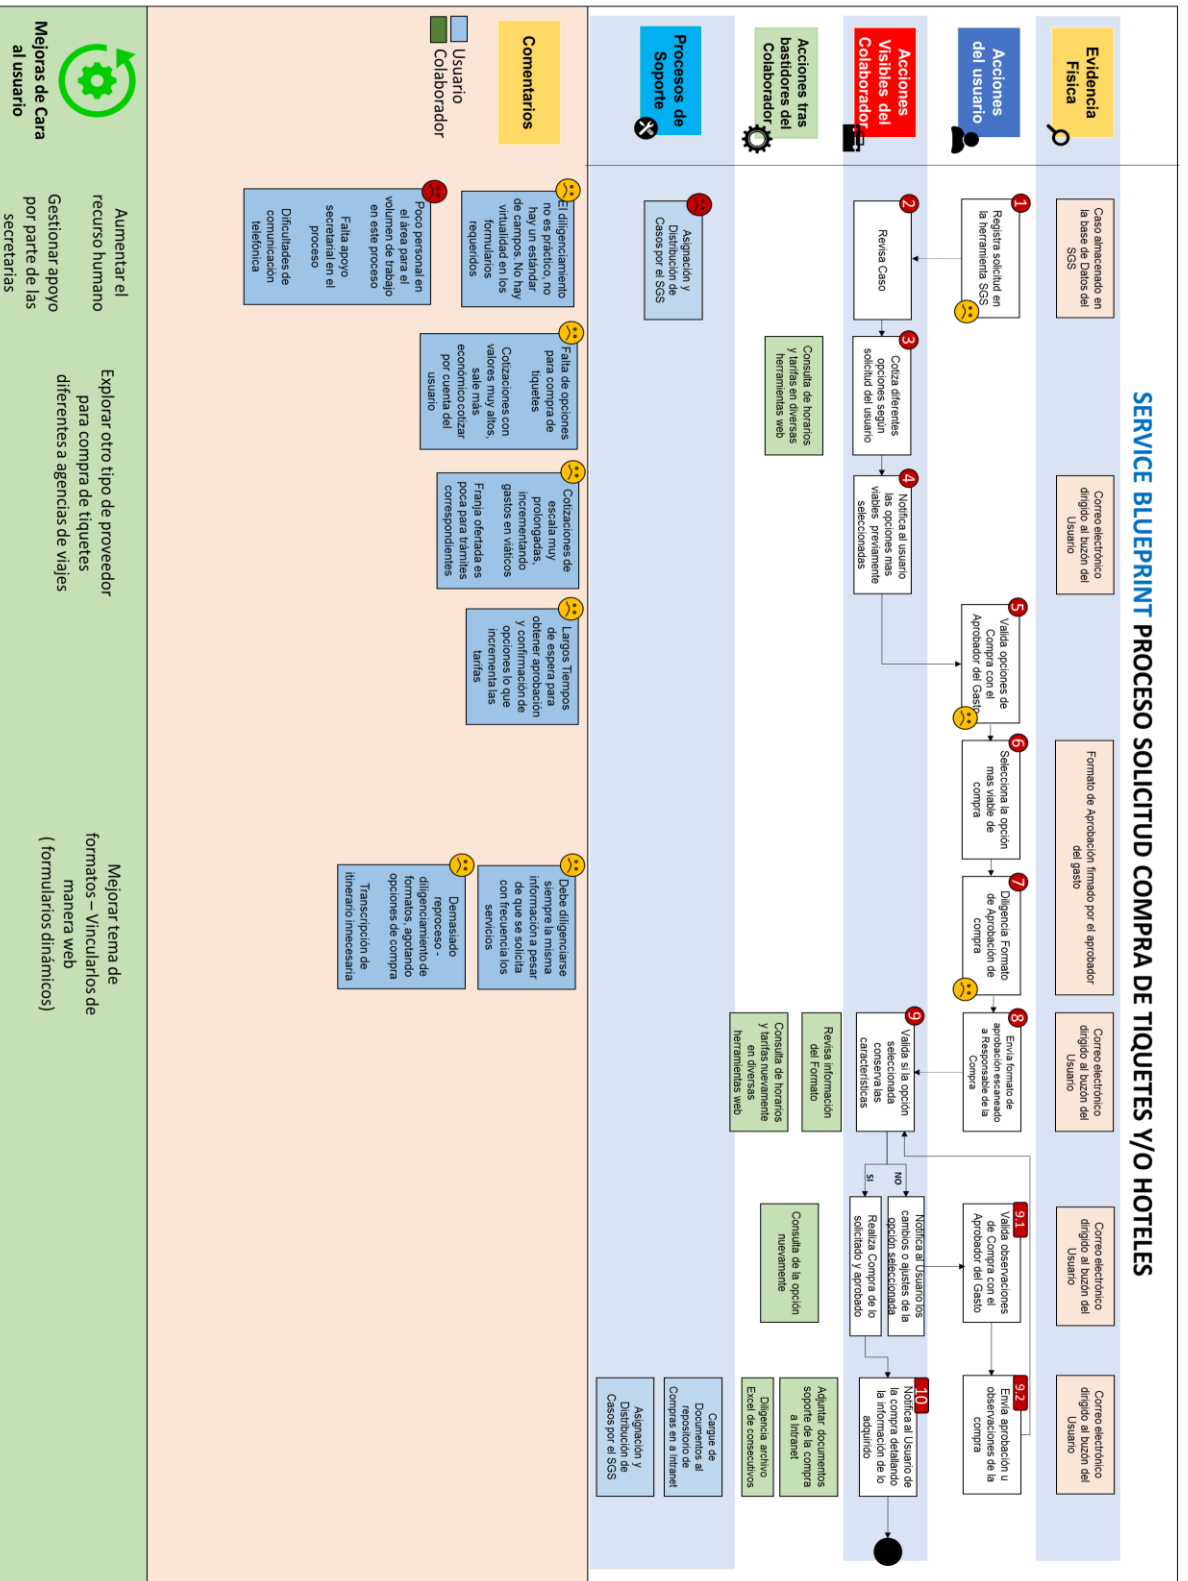 SERVICE BLUEPRINT PROCESO SOLICITUD COMPRA DE TIQUETES Y/O HOTELES
Evidencia
Física
Caso almacenado en
la base de Datos del
SGS
Correo electrónico
dirigido al buzón del
Usuario
Formato de Aprobación firmado por el aprobador
del gasto
Correo electrónico
dirigido al buzón del
Usuario
Correo electrónico
dirigido al buzón del
Usuario
Correo electrónico
dirigido al buzón del
Usuario
Acciones
del usuario
1
Registra solicitud en
la herramienta SGS
5
Valida opciones de
Compra con el
Aprobador del Gasto
6
Selecciona la opción
mas viable de
compra
7
Diligencia Formato
de Aprobación de
compra
8
Envía formato de
aprobación escaneado
a Responsable de la
Compra
9.1
Valida observaciones
de Compra con el
Aprobador del Gasto
9.2
Envía aprobación u
observaciones de la
compra
Acciones
Visibles del
Colaborador
2
Revisa Caso
3
Cotiza diferentes
opciones según
solicitud del usuario
4
Notifica al usuario
las opciones mas
viables previamente
seleccionadas
9
Valida si la opción
seleccionada
conserva las
características
NO
SI
Notifica al Usuario los
cambios o ajustes de la
opción seleccionada
Realiza Compra de lo
solicitado y aprobado
10
Notifica al Usuario de
la compra detallando
la información de lo
adquirido
Acciones tras
bastidores del
Colaborador
Consulta de horarios
y tarifas en diversas
herramientas web
Revisa información
del Formato
Consulta de horarios
y tarifas nuevamente
en diversas
herramientas web
Consulta de la opción
nuevamente
Adjuntar documentos
soporte de la compra
a Intranet
Diligencia archivo
Excel de consecutivos
Procesos de
Soporte
Asignación y
Distribución de
Casos por el SGS
Cargue de
Documentos al
repositorio de
Compras en a Intranet
Asignación y
Distribución de
Casos por el SGS
Comentarios
Usuario
Colaborador
El diligenciamiento
no es práctico, no
hay un estándar
de campos. No hay
virtualidad en los
formularios
requeridos
Poco personal en
el área para el
volumen de trabajo
en este proceso
Falta apoyo
secretarial en el
proceso
Dificultades de
comunicación
telefónica
Falta de opciones
para compra de
tiquetes
Cotizaciones con
valores muy altos,
sale más
económico cotizar
por cuenta del
usuario
Cotizaciones de
escala muy
prolongadas,
incrementando
gastos en viáticos
Franja ofertada es
poca para trámites
correspondientes
Largos Tiempos
de espera para
obtener aprobación
y confirmación de
opciones lo que
incrementa las
tarifas
Debe diligenciarse
siempre la misma
información a pesar
de que se solicita
con frecuencia los
servicios
Demasiado
reproceso -
diligenciamiento de
formatos, agotando
opciones de compra
Transcripción de
itinerario innecesaria
Mejoras de Cara
al usuario
Aumentar el
recurso humano
Gestionar apoyo
por parte de las
secretarias
Explorar otro tipo de proveedor
para compra de tiquetes
diferentes a agencias de viajes
Mejorar tema de
formatos – Vincularlos de
manera web
( formularios dinámicos)